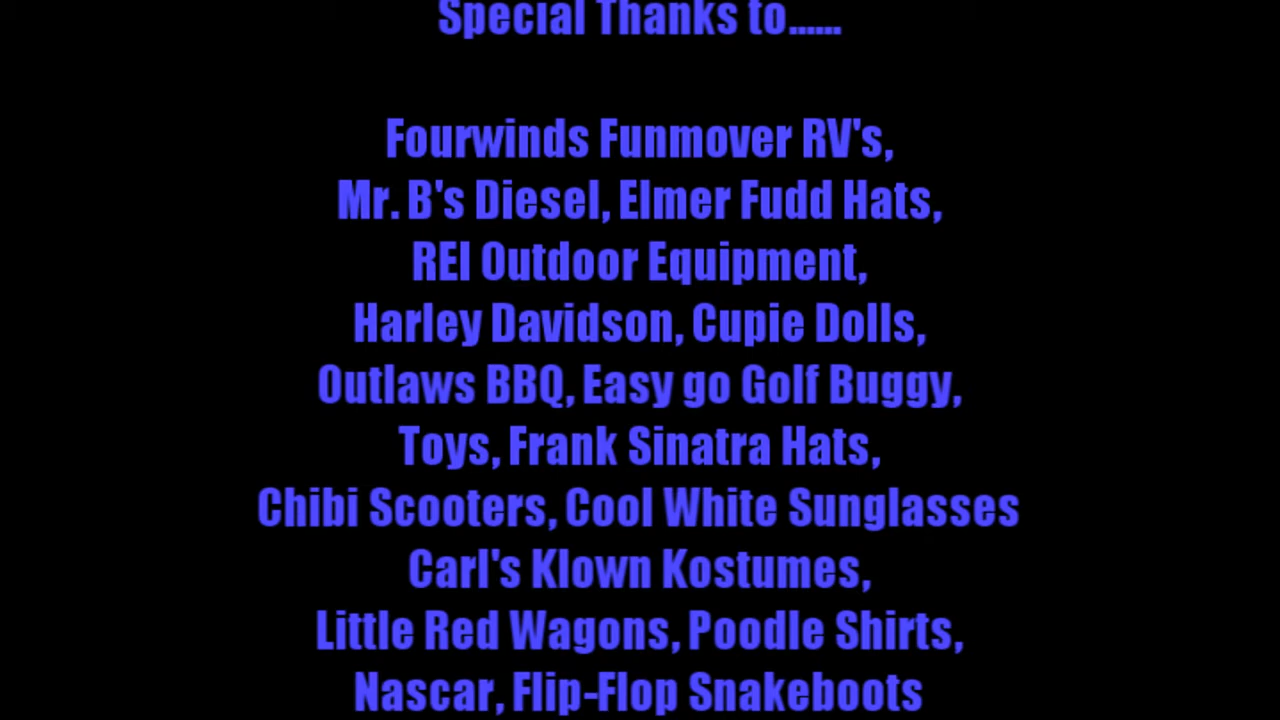 Special Thanks to......
Fourwinds Funmover RV's,
Mr. B's Diesel, Elmer Fudd Hats,
REI Outdoor Equipment,
Harley Davidson, Cupie Dolls,
Outlaws BBQ, Easy go Golf Buggy,
Toys, Frank Sinatra Hats,
Chibi Scooters, Cool White Sunglasses
Carl's Klown Kostumes,
Little Red Wagons, Poodle Shirts,
Nascar, Flip-Flop Snakeboots